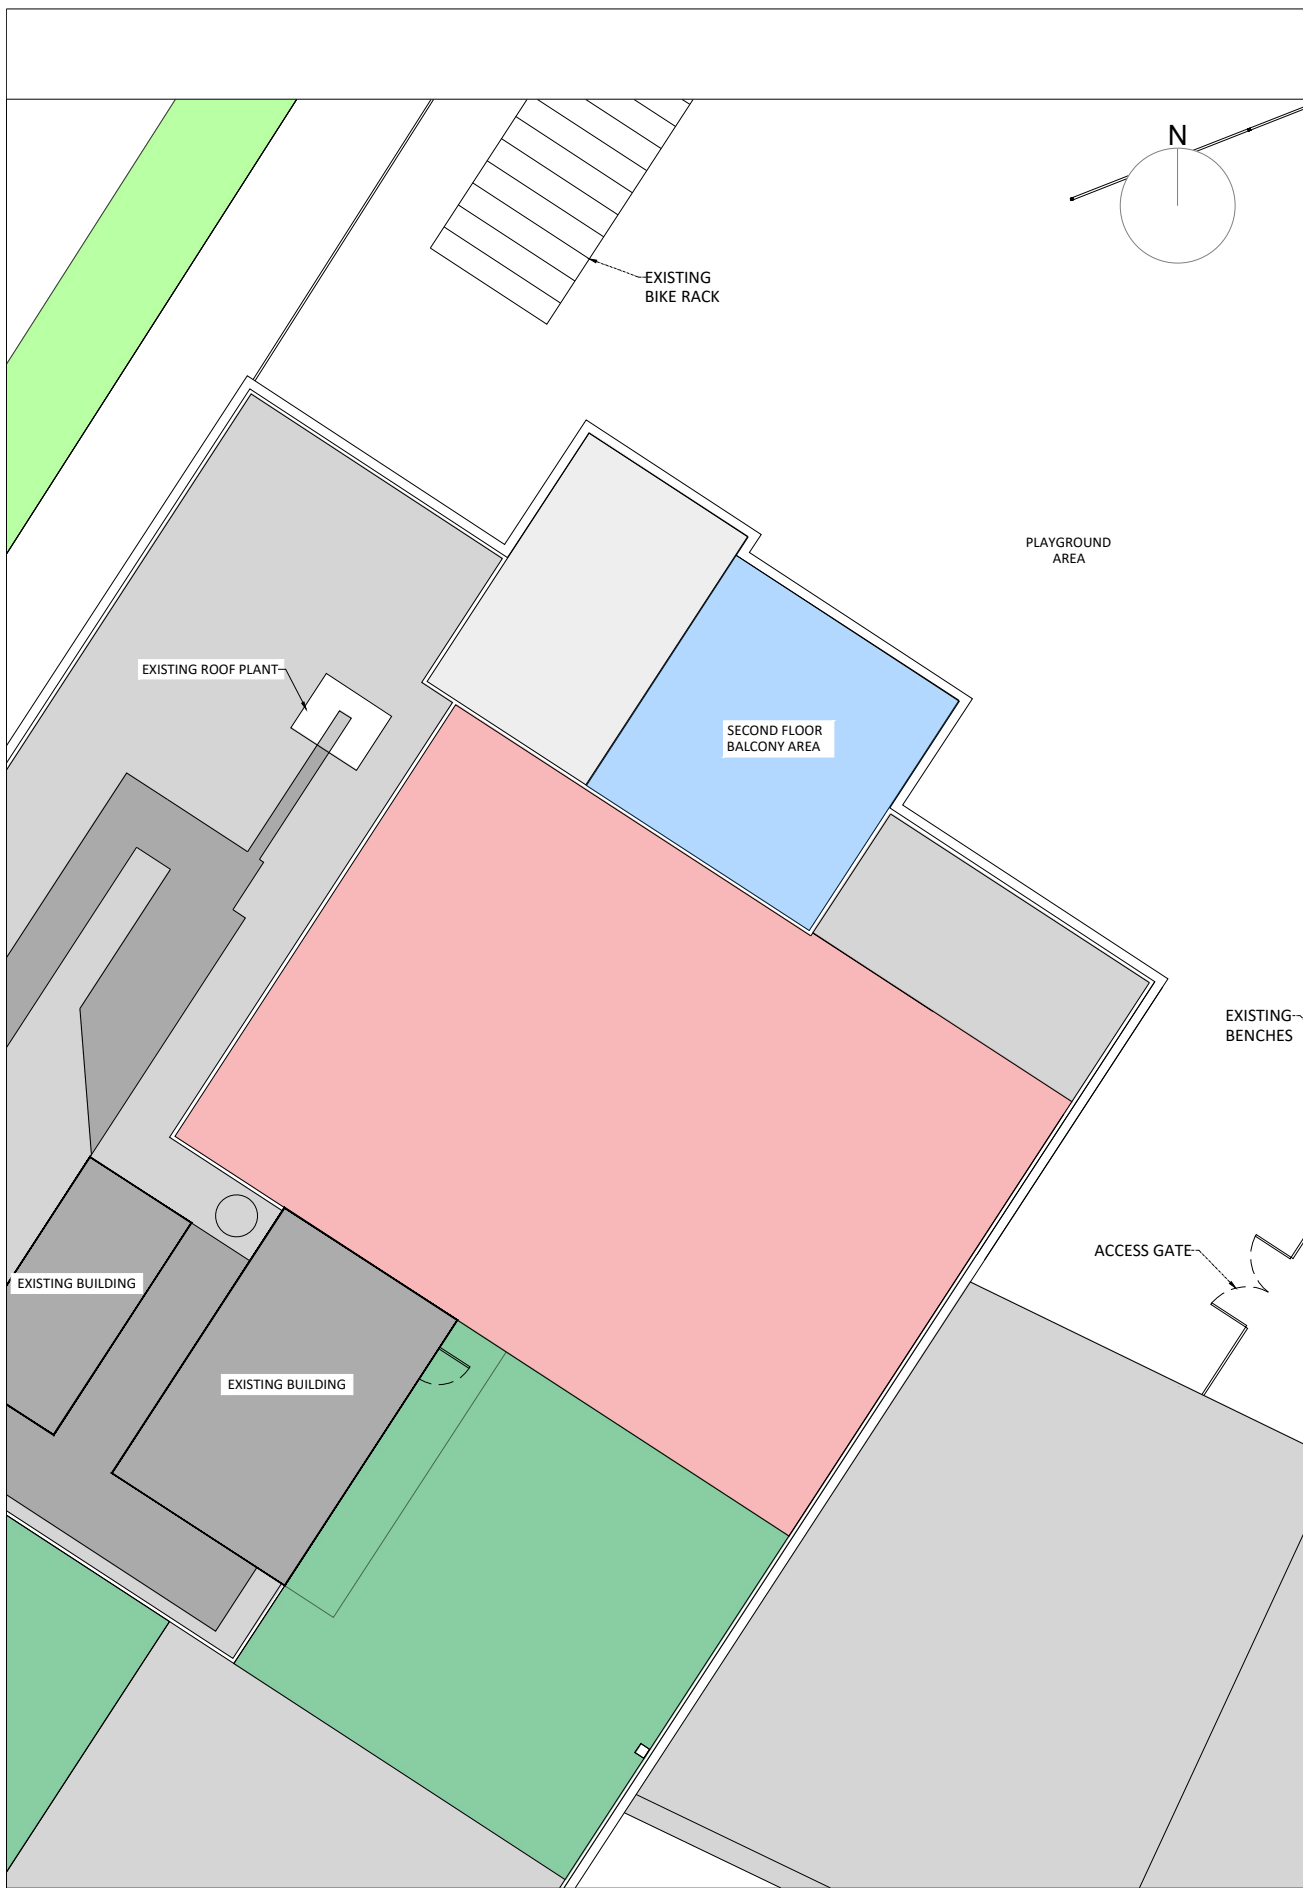 N
EXISTING
BIKE RACK
PLAYGROUND
AREA
EXISTING ROOF PLANT
SECOND FLOOR
BALCONY AREA
EXISTING
BENCHES
ACCESS GATE
EXISTING BUILDING
EXISTING BUILDING